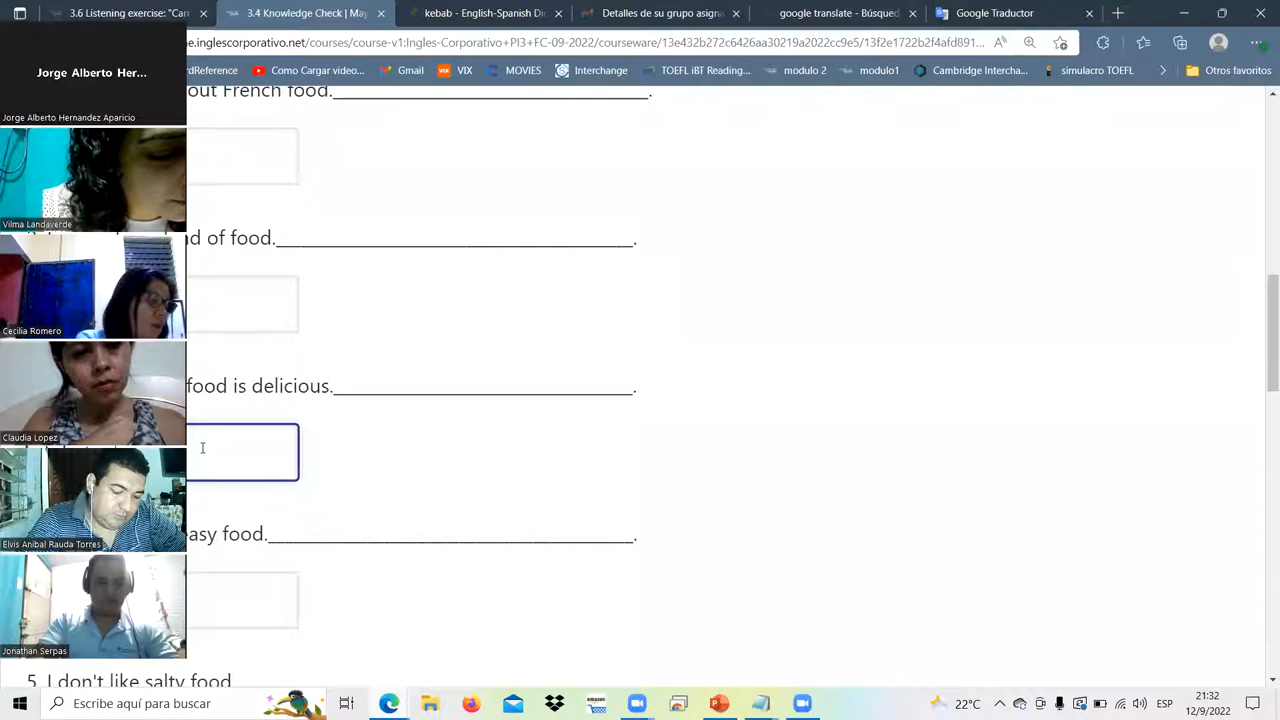 3.6 Listening exercise: "Carr
3.4 Knowledge Check | May
kebab - English-Spanish Di
Detalles de su grupo asigna
google translate - Búsqued
Google Traductor
ne.inglescorporativo.net/courses/course-v1:Ingles-Corporativo+PI3+FC-09-2022/courseware/13e432b272c6426aa30219a2022cc9e5/13f2e1722b2f4afd891...
rdReference
Como Cargar video...
Gmail
VIX
MOVIES
Interchange
TOEFL iBT Reading...
modulo 2
modulo1
Cambridge Intercha...
simulacro TOEFL
Otros favoritos
Jorge Alberto Her...
Jorge Alberto Hernandez Aparicio
out French food.
Vilma Landaverde
nd of food.
Cecilia Romero
food is delicious.
Claudia Lopez
easy food.
Elvis Anibal Rauda Torres
Jonathan Serpas
5. I don't like salty food
Escribe aquí para buscar
22°C
ESP
21:32
12/9/2022